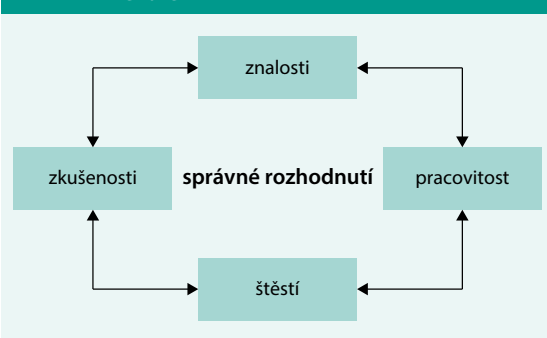 znalosti
zkušenosti
správné rozhodnutí
pracovitost
štěstí